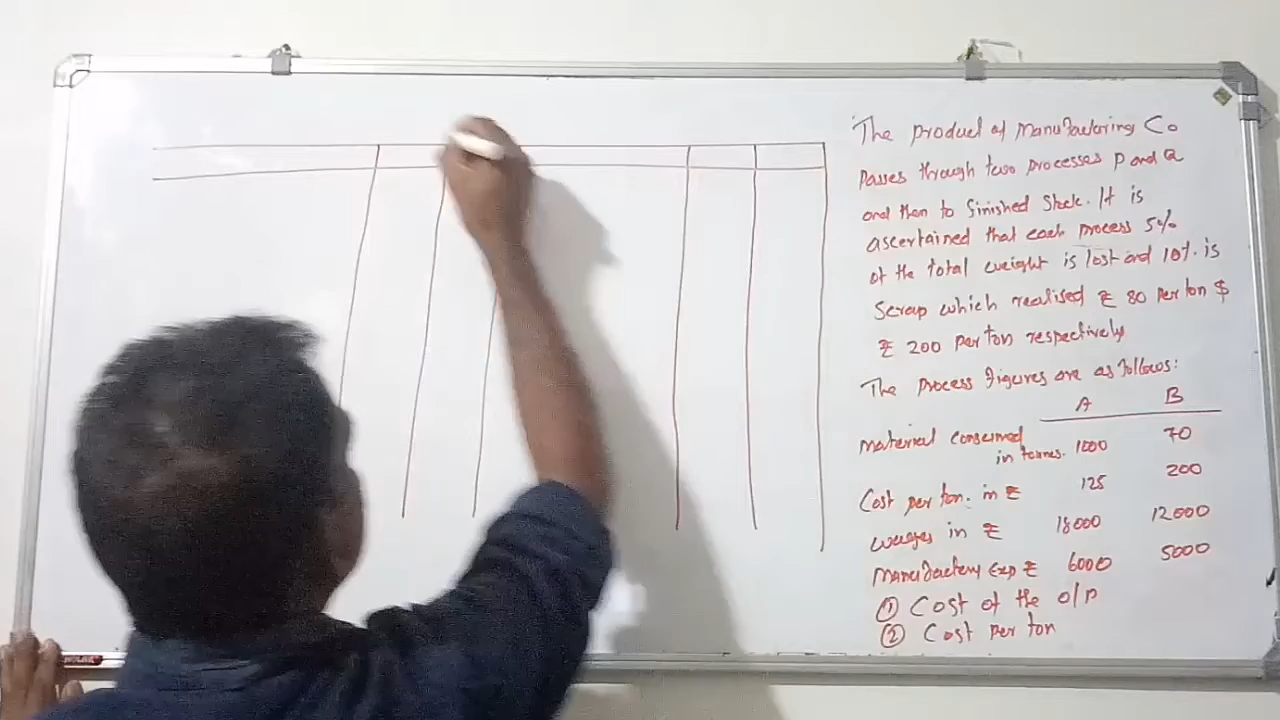 The product of Manufacturing Co
Passes through two processes P and Q
and then to finished Stock. It is
ascertained that each process 5%
of the total weight is lost and 10%. is
Scrap which realised ₹ 80 Per ton $
₹ 200 Per ton respectively
The Process figures are as follows:
A B
Material consumed
in tonnes. 1000 70
Cost per ton. in ₹ 125 200
wages in ₹ 18000 12000
Manufactory Exp ₹ 6000 5000
① Cost of the o/p
② Cost Per ton